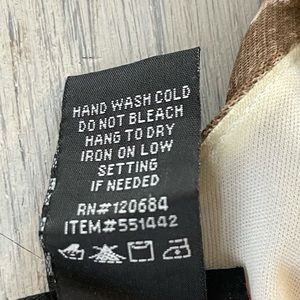 HAND WASH COLD
DO NOT BLEACH
HANG TO DRY
IRON ON LOW
SETTING
IF NEEDED
RN#120684
ITEM#551442